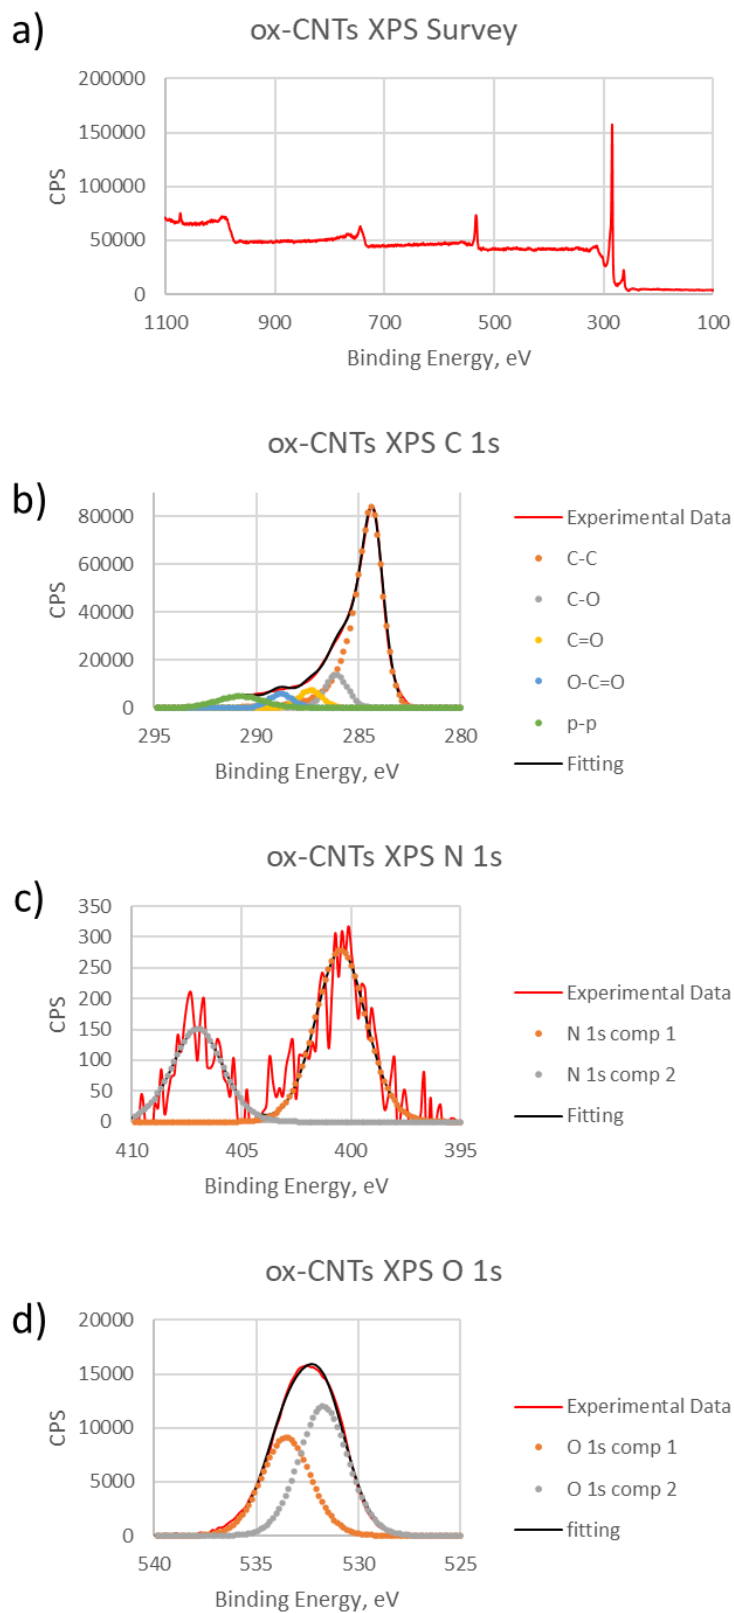 a)
ox-CNTs XPS Survey
200000
150000
100000
50000
0
CPS
1100 900 700 500 300 100
Binding Energy, eV
ox-CNTs XPS C 1s
b)
80000
60000
40000
20000
0
CPS
295 290 285 280
Binding Energy, eV
Experimental Data
C-C
C-O
C=O
O-C=O
p-p
Fitting
ox-CNTs XPS N 1s
c)
350
300
250
200
150
100
50
0
CPS
410 405 400 395
Binding Energy, eV
Experimental Data
N 1s comp 1
N 1s comp 2
Fitting
ox-CNTs XPS O 1s
d)
20000
15000
10000
5000
0
CPS
540 535 530 525
Binding Energy, eV
Experimental Data
O 1s comp 1
O 1s comp 2
fitting